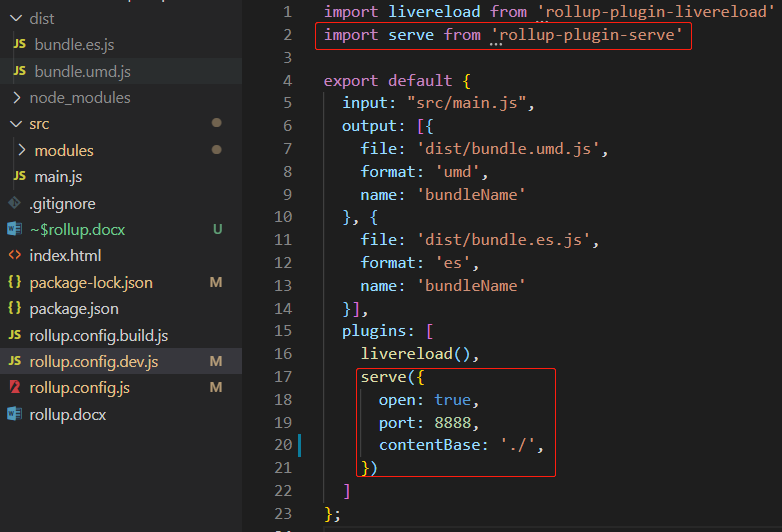 dist
JS bundle.es.js
JS bundle.umd.js
node_modules
src
modules
JS main.js
.gitignore
~$rollup.docx U
<> index.html
{} package-lock.json M
{} package.json
JS rollup.config.build.js
JS rollup.config.dev.js M
rollup.config.js M
rollup.docx
1 import livereload from 'rollup-plugin-livereload'
2 import serve from 'rollup-plugin-serve'
3
4 export default {
5 input: "src/main.js",
6 output: [{
7 file: 'dist/bundle.umd.js',
8 format: 'umd',
9 name: 'bundleName'
10 }, {
11 file: 'dist/bundle.es.js',
12 format: 'es',
13 name: 'bundleName'
14 }],
15 plugins: [
16 livereload(),
17 serve({
18 open: true,
19 port: 8888,
20 contentBase: './',
21 })
22 ]
23 };